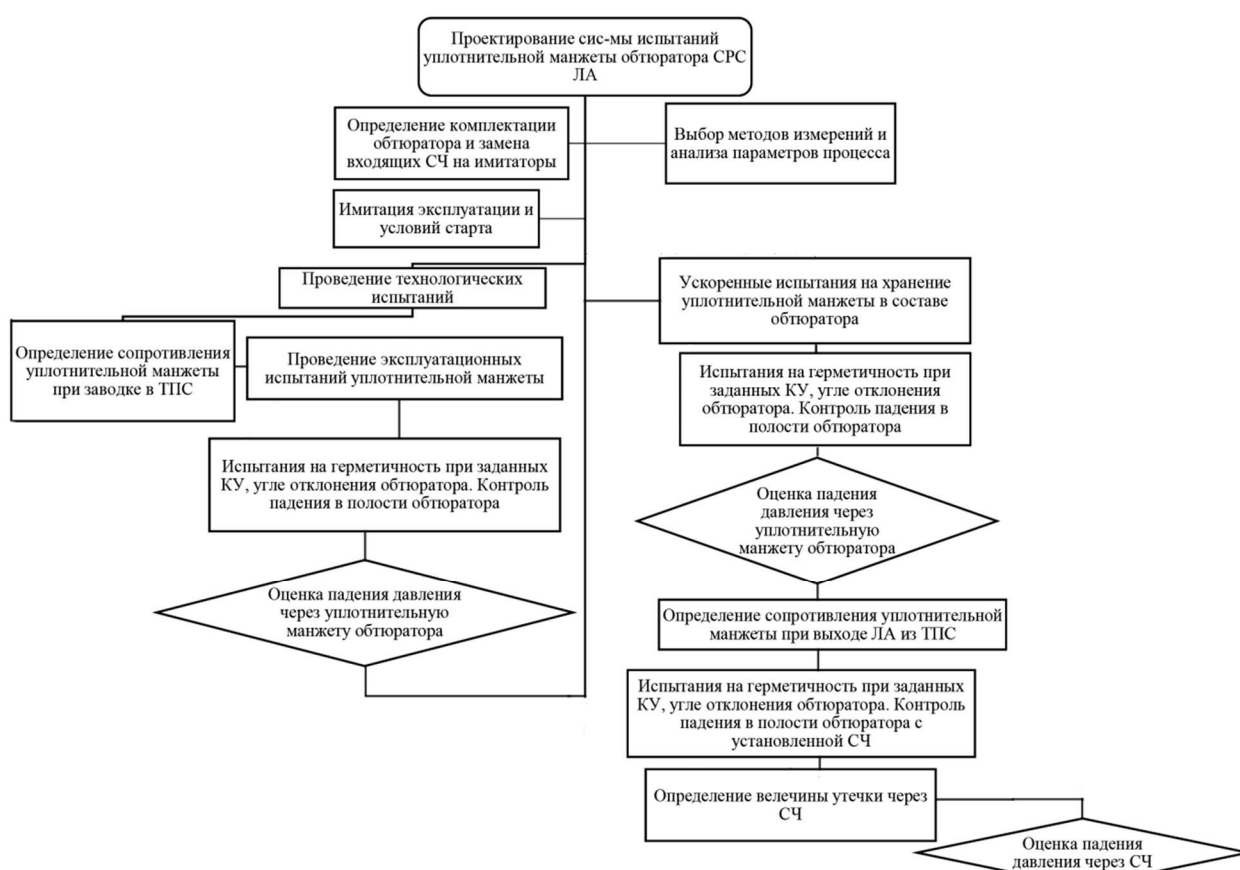 Проектирование сис-мы испытаний
уплотнительной манжеты обтюратора СРС
ЛА
Определение комплектации
обтюратора и замена
входящих СЧ на имитаторы
Выбор методов измерений и
анализа параметров процесса
Имитация эксплуатации и
условий старта
Проведение технологических
испытаний
Ускоренные испытания на хранение
уплотнительной манжеты в составе
обтюратора
Определение сопротивления
уплотнительной манжеты
при заводке в ТПС
Проведение эксплуатационных
испытаний уплотнительной манжеты
Испытания на герметичность при
заданных КУ, угле отклонения
обтюратора. Контроль падения в
полости обтюратора
Испытания на герметичность при заданных
КУ, угле отклонения обтюратора. Контроль
падения в полости обтюратора
Оценка падения
давления через
уплотнительную
манжету обтюратора
Оценка падения давления
через уплотнительную
манжету обтюратора
Определение сопротивления уплотнительной
манжеты при выходе ЛА из ТПС
Испытания на герметичность при заданных
КУ, угле отклонения обтюратора. Контроль
падения в полости обтюратора с
установленной СЧ
Определение велечины утечки через
СЧ
Оценка падения
давления через СЧ